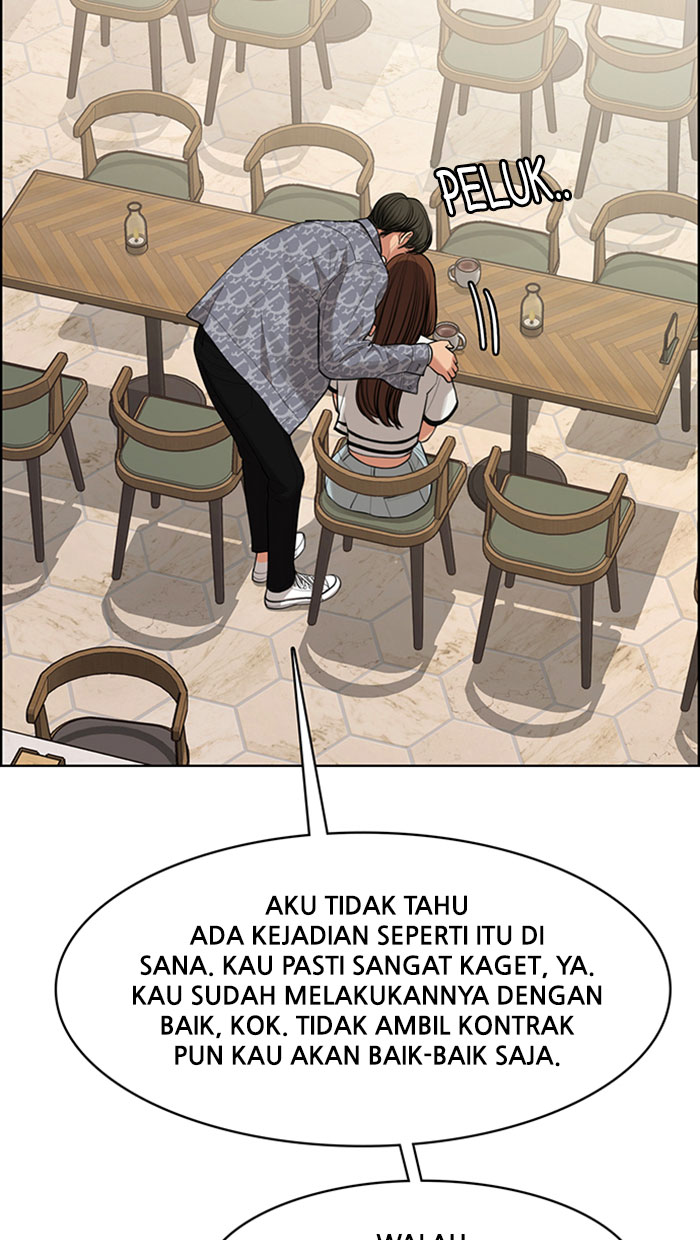 PELUK..
AKU TIDAK TAHU
ADA KEJADIAN SEPERTI ITU DI
SANA. KAU PASTI SANGAT KAGET, YA.
KAU SUDAH MELAKUKANNYA DENGAN
BAIK, KOK. TIDAK AMBIL KONTRAK
PUN KAU AKAN BAIK-BAIK SAJA.